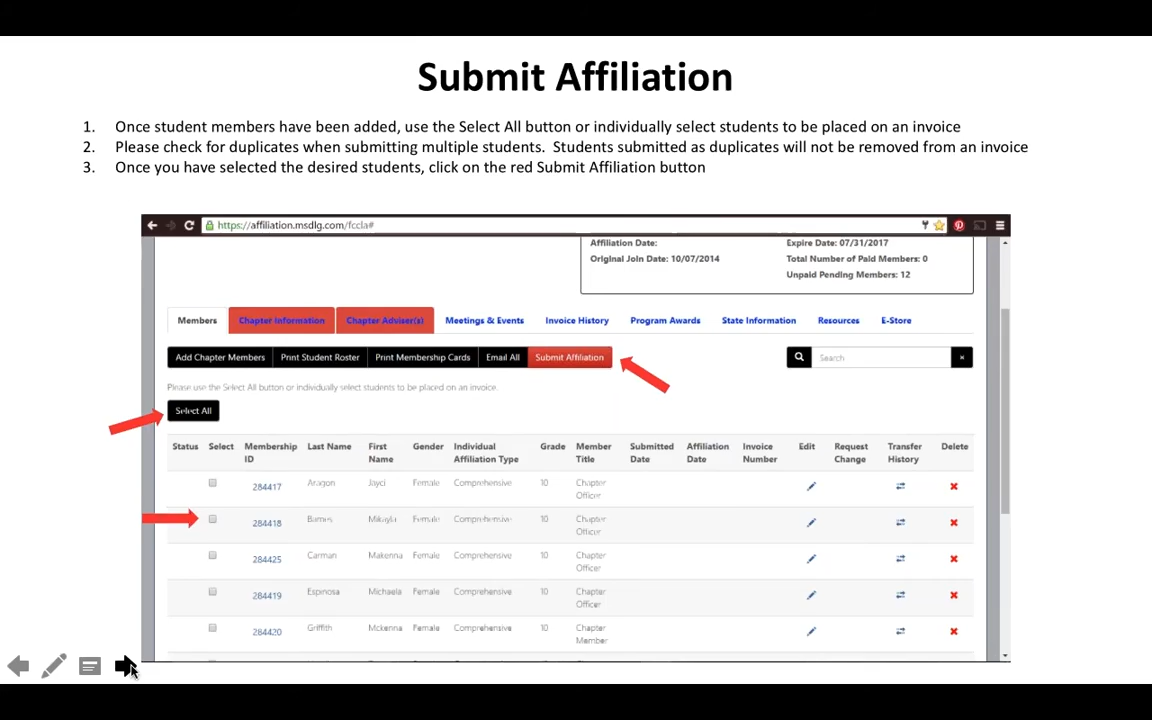 Submit Affiliation
1. Once student members have been added, use the Select All button or individually select students to be placed on an invoice
2. Please check for duplicates when submitting multiple students. Students submitted as duplicates will not be removed from an invoice
3. Once you have selected the desired students, click on the red Submit Affiliation button
https://affiliation.msdlg.com/fccla#
Affiliation Date: Expire Date: 07/31/2017
Original Join Date: 10/07/2014 Total Number of Paid Members: 0
Unpaid Pending Members: 12
Members Chapter Information Chapter Adviser(s) Meetings & Events Invoice History Program Awards State Information Resources E-Store
Add Chapter Members Print Student Roster Print Membership Cards Email All Submit Affiliation Search ×
Please use the Select All button or individually select students to be placed on an invoice.
Select All
Status Select Membership Last Name First Gender Individual Grade Member Submitted Affiliation Invoice Edit Request Transfer Delete
ID Name Affiliation Type Title Date Date Number Change History
284417 Aragon Jayci Female Comprehensive 10 Chapter
Officer
284418 Barnes Mikayla Female Comprehensive 10 Chapter
Officer
284425 Carman Makenna Female Comprehensive 10 Chapter
Officer
284419 Espinosa Michaela Female Comprehensive 10 Chapter
Officer
284420 Griffith Mckenna Female Comprehensive 10 Chapter
Member